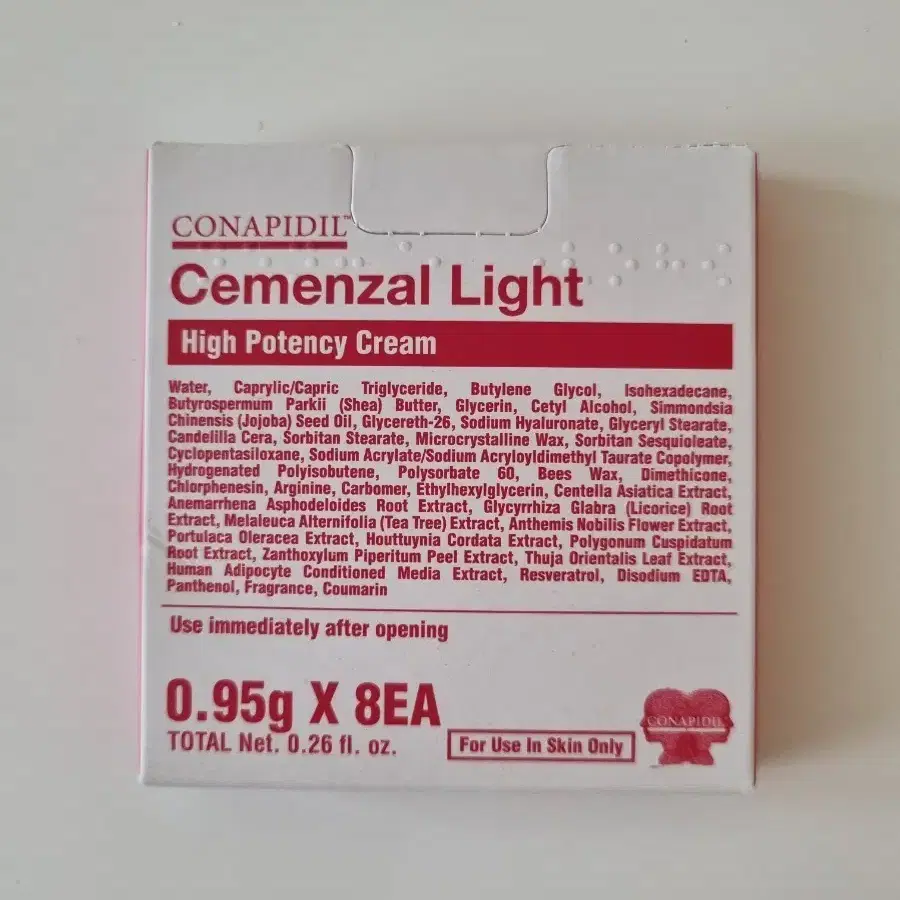 CONAPIDIL™
Cemenzal Light
High Potency Cream
Water, Caprylic/Capric Triglyceride, Butylene Glycol, Isohexadecane,
Butyrospermum Parkii (Shea) Butter, Glycerin, Cetyl Alcohol, Simmondsia
Chinensis (Jojoba) Seed Oil, Glycereth-26, Sodium Hyaluronate, Glyceryl Stearate,
Candelilla Cera, Sorbitan Stearate, Microcrystalline Wax, Sorbitan Sesquioleate,
Cyclopentasiloxane, Sodium Acrylate/Sodium Acryloyldimethyl Taurate Copolymer,
Hydrogenated Polyisobutene, Polysorbate 60, Bees Wax, Dimethicone,
Chlorphenesin, Arginine, Carbomer, Ethylhexylglycerin, Centella Asiatica Extract,
Anemarrhena Asphodeloides Root Extract, Glycyrrhiza Glabra (Licorice) Root
Extract, Melaleuca Alternifolia (Tea Tree) Extract, Anthemis Nobilis Flower Extract,
Portulaca Oleracea Extract, Houttuynia Cordata Extract, Polygonum Cuspidatum
Root Extract, Zanthoxylum Piperitum Peel Extract, Thuja Orientalis Leaf Extract,
Human Adipocyte Conditioned Media Extract, Resveratrol, Disodium EDTA,
Panthenol, Fragrance, Coumarin
Use immediately after opening
0.95g X 8EA
TOTAL Net. 0.26 fl. oz.
For Use In Skin Only
CONAPIDIL